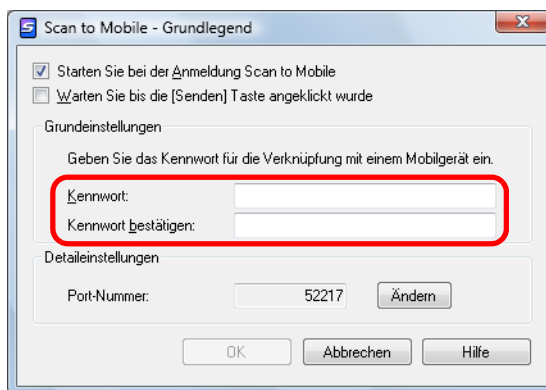 Scan to Mobile - Grundlegend
Starten Sie bei der Anmeldung Scan to Mobile
Warten Sie bis die [Senden] Taste angeklickt wurde
Grundeinstellungen
Geben Sie das Kennwort für die Verknüpfung mit einem Mobilgerät ein.
Kennwort:
Kennwort bestätigen:
Detaileinstellungen
Port-Nummer: 52217 Ändern
OK Abbrechen Hilfe